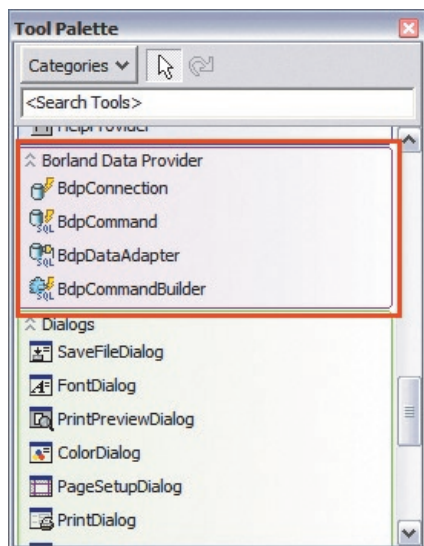 Tool Palette
Categories
<Search Tools>
HelpProvider
Borland Data Provider
BdpConnection
BdpCommand
BdpDataAdapter
BdpCommandBuilder
Dialogs
SaveFileDialog
FontDialog
PrintPreviewDialog
ColorDialog
PageSetupDialog
PrintDialog